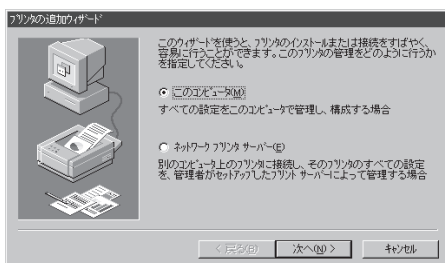 プリンタの追加ウィザード
このウィザードを使うと、プリンタのインストールまたは接続をすばやく、
容易に行うことができます。このプリンタの管理をどのように行うか
を指定してください。
このコンピュータ(M)
すべての設定をこのコンピュータで管理し、構成する場合
ネットワーク プリンタ サーバー(E)
別のコンピュータ上のプリンタに接続し、そのプリンタのすべての設定
を、管理者がセットアップしたプリント サーバーによって管理する場合
< 戻る(B) 次へ(N) > キャンセル